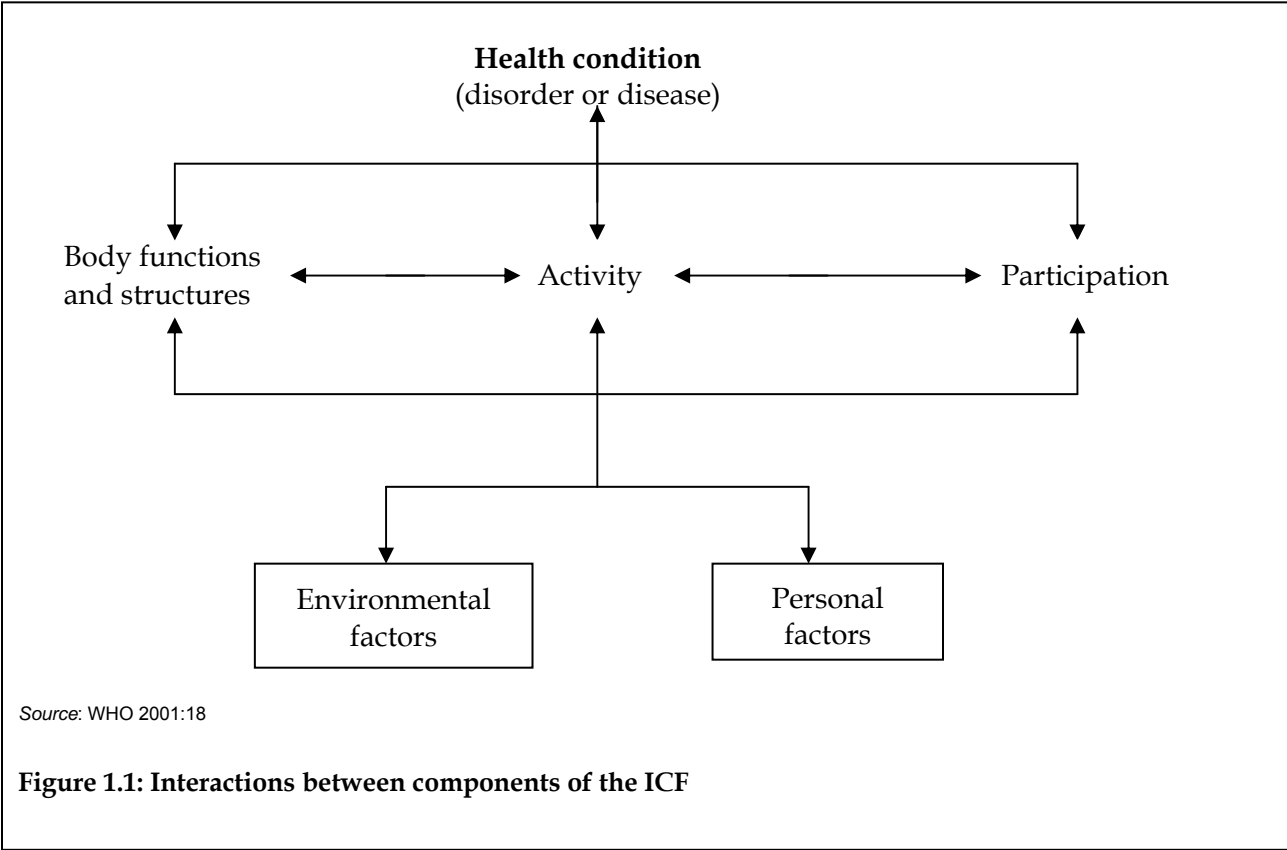 Health condition
(disorder or disease)
Body functions
and structures
Activity
Participation
Environmental
factors
Personal
factors
Source: WHO 2001:18
Figure 1.1: Interactions between components of the ICF